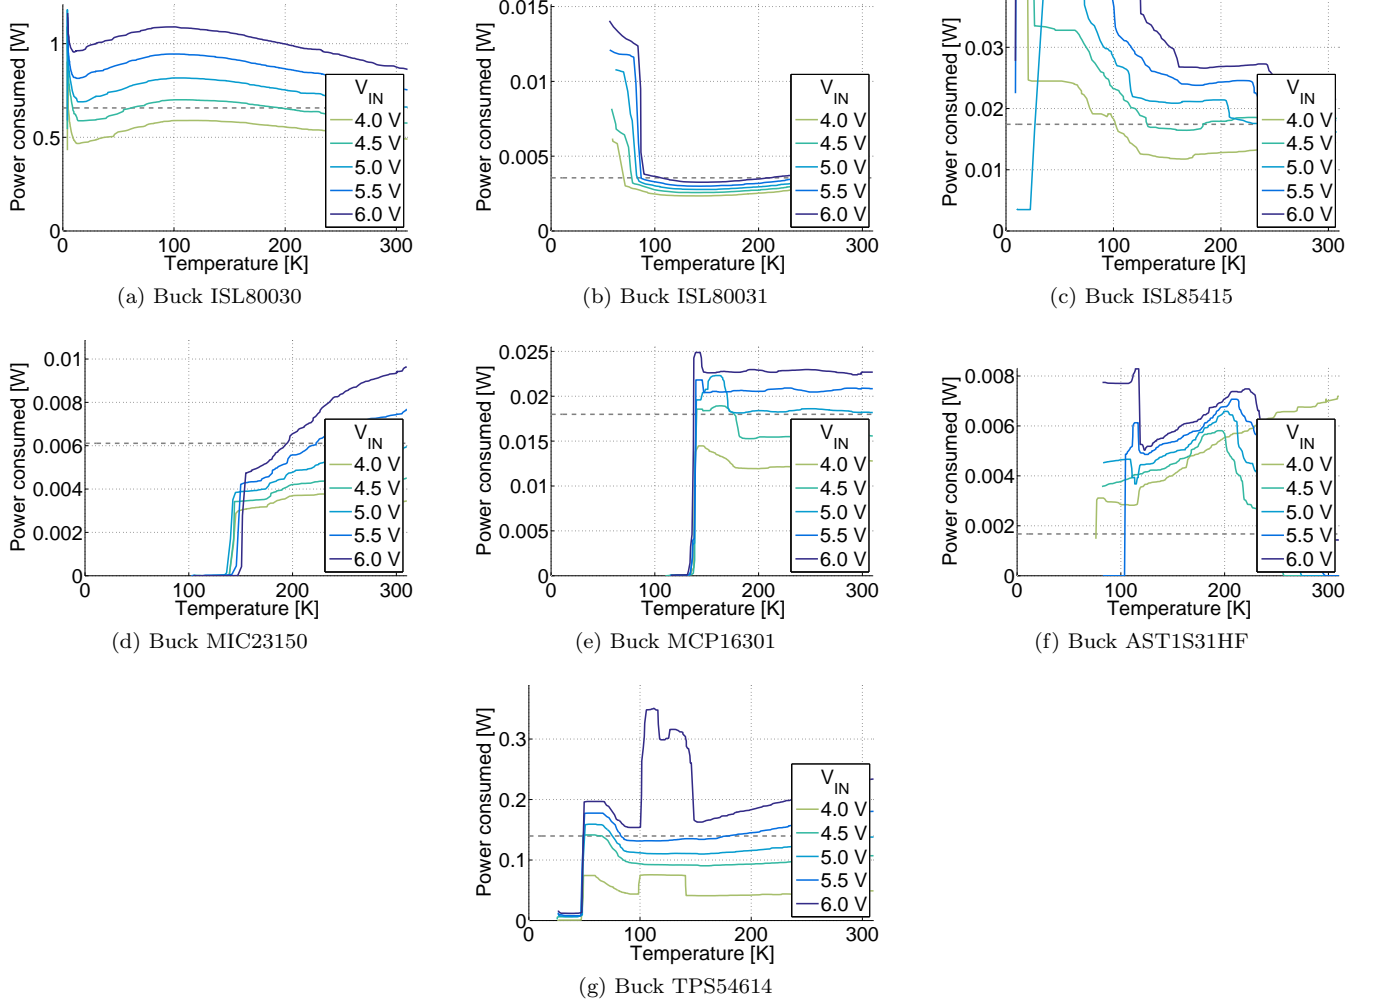 Power consumed [W]
1
0.5
0
0 100 200 300
Temperature [K]
V_IN
4.0 V
4.5 V
5.0 V
5.5 V
6.0 V
(a) Buck ISL80030
Power consumed [W]
0.015
0.01
0.005
0
0 100 200 300
Temperature [K]
V_IN
4.0 V
4.5 V
5.0 V
5.5 V
6.0 V
(b) Buck ISL80031
Power consumed [W]
0.03
0.02
0.01
0
0 100 200 300
Temperature [K]
V_IN
4.0 V
4.5 V
5.0 V
5.5 V
6.0 V
(c) Buck ISL85415
Power consumed [W]
0.01
0.008
0.006
0.004
0.002
0
0 100 200 300
Temperature [K]
V_IN
4.0 V
4.5 V
5.0 V
5.5 V
6.0 V
(d) Buck MIC23150
Power consumed [W]
0.025
0.02
0.015
0.01
0.005
0
0 100 200 300
Temperature [K]
V_IN
4.0 V
4.5 V
5.0 V
5.5 V
6.0 V
(e) Buck MCP16301
Power consumed [W]
0.008
0.006
0.004
0.002
0
0 100 200 300
Temperature [K]
V_IN
4.0 V
4.5 V
5.0 V
5.5 V
6.0 V
(f) Buck AST1S31HF
Power consumed [W]
0.3
0.2
0.1
0
0 100 200 300
Temperature [K]
V_IN
4.0 V
4.5 V
5.0 V
5.5 V
6.0 V
(g) Buck TPS54614